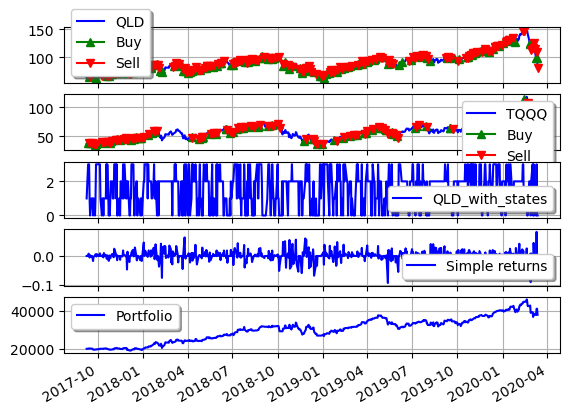 QLD
Buy
Sell
150
100
TQQQ
Buy
Sell
100
50
QLD_with_states
2
0
Simple returns
0.0
−0.1
Portfolio
40000
20000
2017-10 2018-01 2018-04 2018-07 2018-10 2019-01 2019-04 2019-07 2019-10 2020-01 2020-04